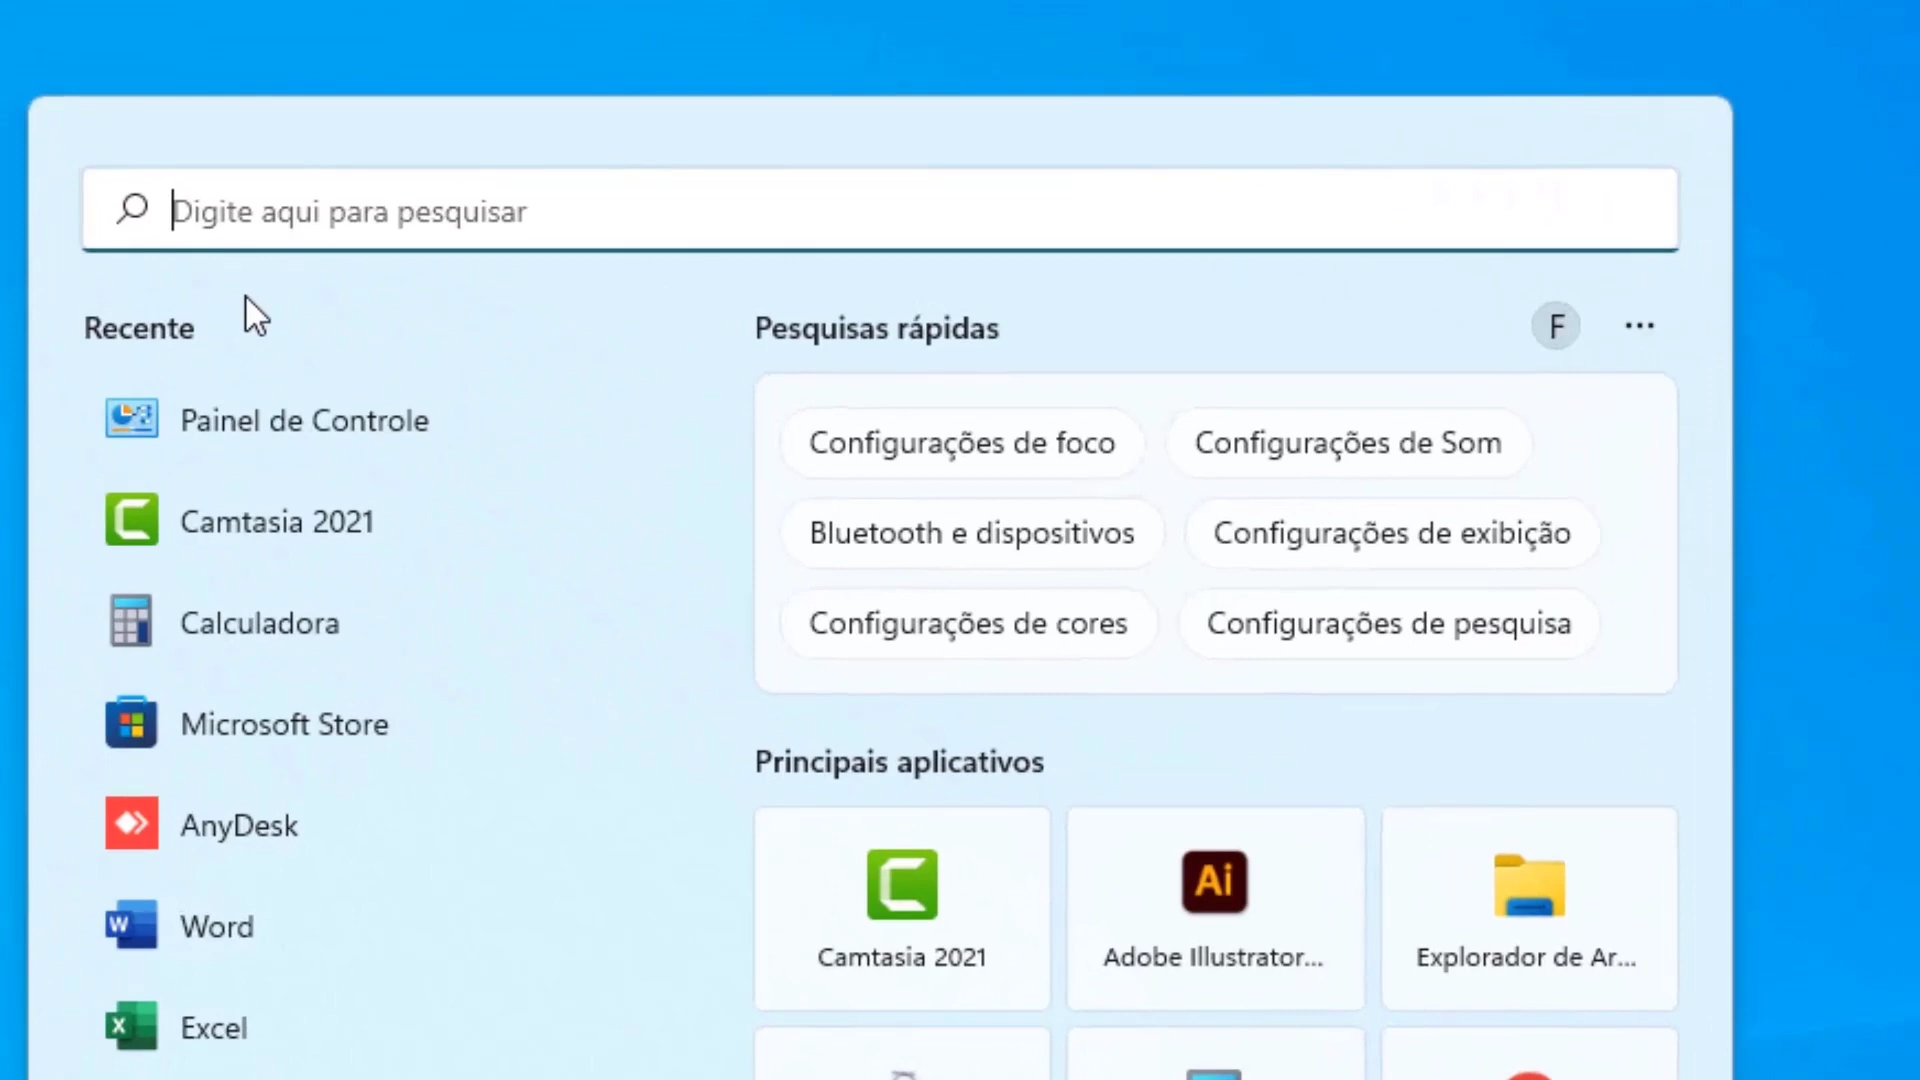 Digite aqui para pesquisar
Recente
Painel de Controle
Camtasia 2021
Calculadora
Microsoft Store
AnyDesk
Word
Excel
Pesquisas rápidas
F
Configurações de foco
Configurações de Som
Bluetooth e dispositivos
Configurações de exibição
Configurações de cores
Configurações de pesquisa
Principais aplicativos
Camtasia 2021
Ai
Adobe Illustrator...
Explorador de Ar...